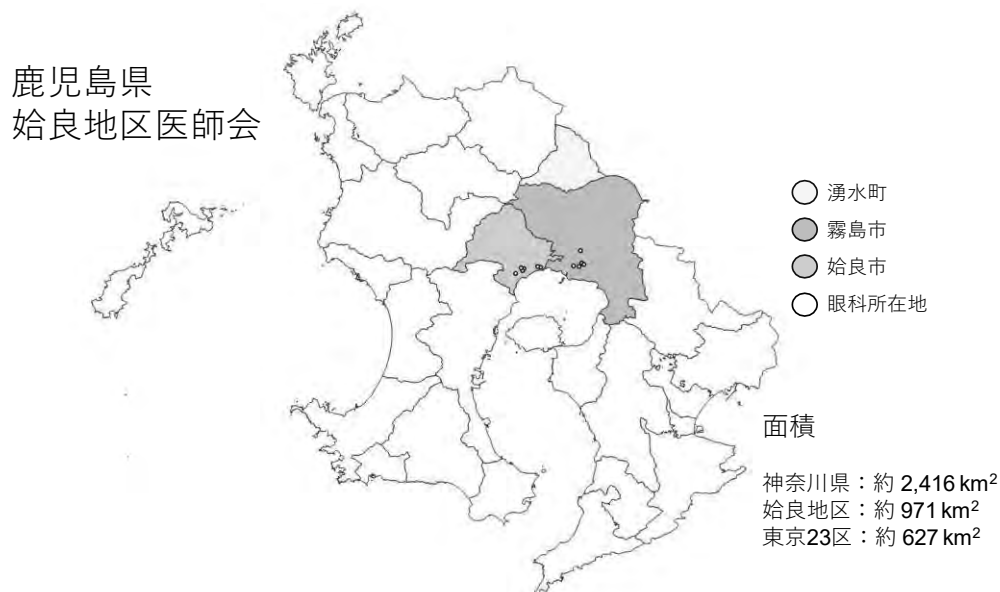 鹿児島県
姶良地区医師会
湧水町
霧島市
姶良市
眼科所在地
面積
神奈川県：約 2,416 km²
姶良地区：約 971 km²
東京23区：約 627 km²